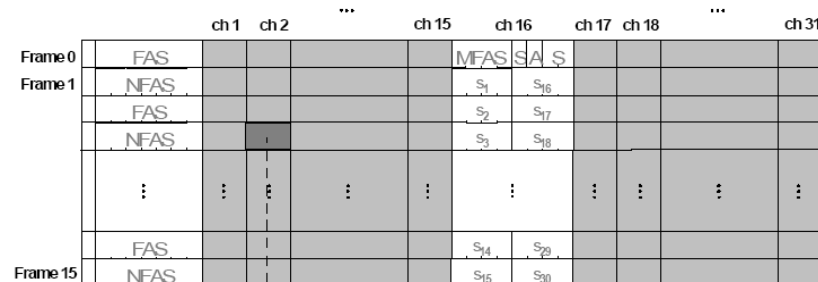 ch 1 ch 2 ... ch 15 ch 16 ch 17 ch 18 ... ch 31
Frame 0 FAS MFAS S A S
Frame 1 NFAS S1 S16
FAS S2 S17
NFAS S3 S18
⋮ ⋮ ⋮ ⋮ ⋮ ⋮ ⋮ ⋮ ⋮ ⋮
FAS S14 S29
Frame 15 NFAS S15 S30